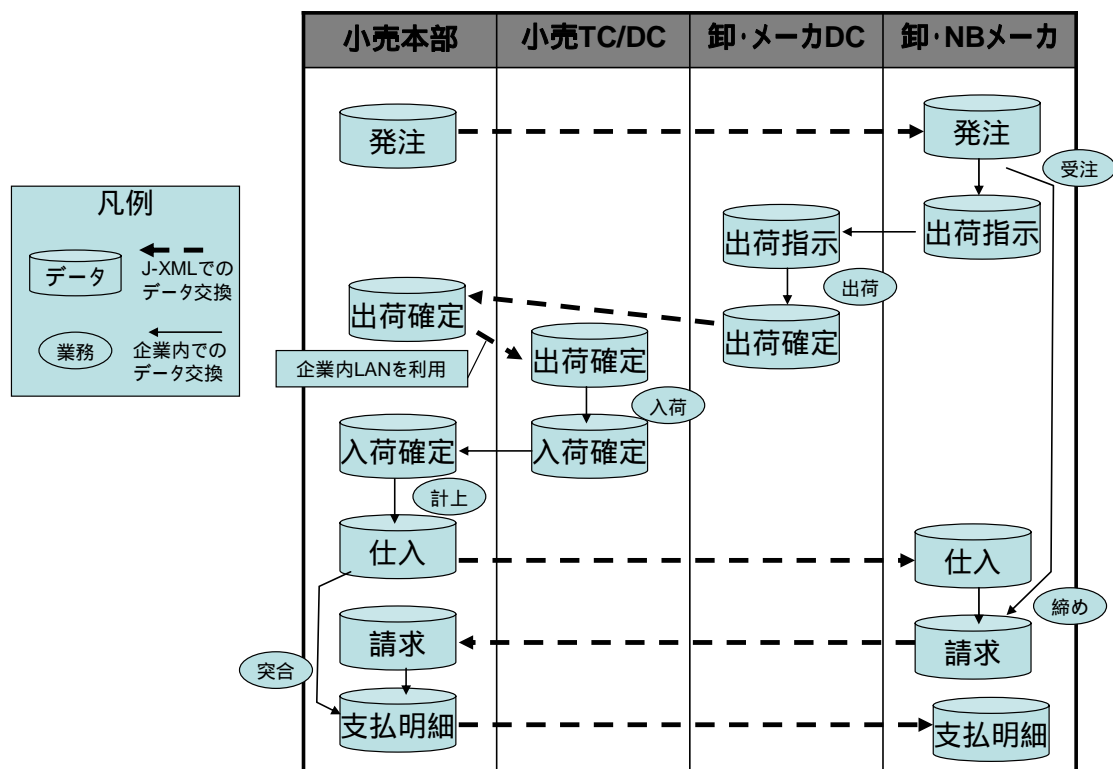 小売本部 小売TC/DC 卸・メーカDC 卸・NBメーカ
発注
発注
受注
凡例
データ
J-XMLでの
データ交換
業務
企業内での
データ交換
出荷指示
出荷指示
出荷
出荷確定
出荷確定
企業内LANを利用
出荷確定
入荷
入荷確定
入荷確定
計上
仕入
仕入
締め
請求
請求
突合
支払明細
支払明細